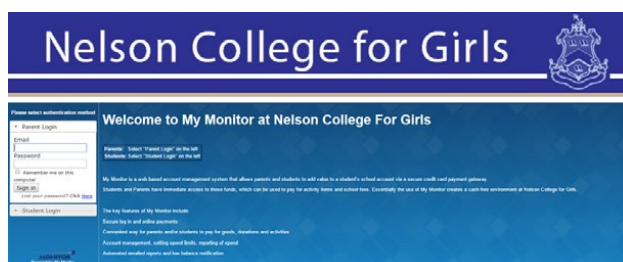 Nelson College for Girls
Please select authentication method
Parent Login
Email
Password
Remember me on this
computer
Sign in
Lost your password? Click Here
Student Login
MONITOR
Welcome to My Monitor at Nelson College For Girls
Parents: Select "Parent Login" on the left
Students: Select "Student Login" on the left
My Monitor is a web based account management system that allows parents and students to add value to a student's school account via a secure credit card payment gateway.
Students and Parents have immediate access to these funds, which can be used to pay for activity items and school fees. Essentially the use of My Monitor creates a cash free environment at Nelson College for Girls.
The key features of My Monitor include:
Secure log in and online payments
Convenient way for parents and/or students to pay for goods, donations and activities
Account management, setting spend limits, reporting of spend
Automated emailed reports and low balance notification